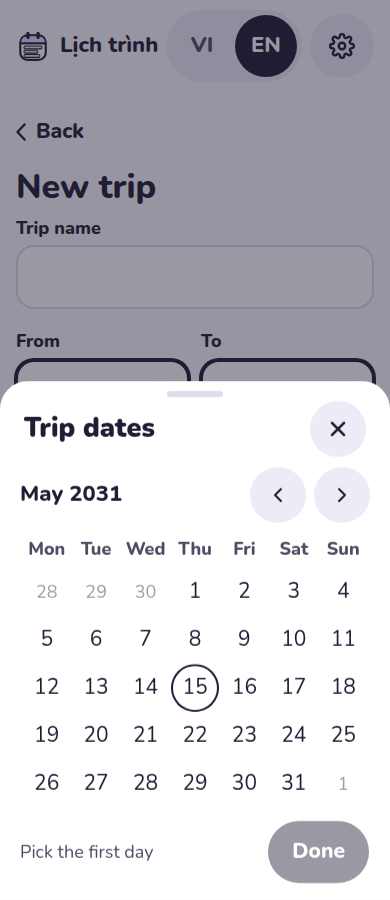 Lịch trình VI EN
Back
New trip
Trip name
From To
Trip dates
May 2031
Mon Tue Wed Thu Fri Sat Sun
28 29 30 1 2 3 4
5 6 7 8 9 10 11
12 13 14 15 16 17 18
19 20 21 22 23 24 25
26 27 28 29 30 31 1
Pick the first day Done